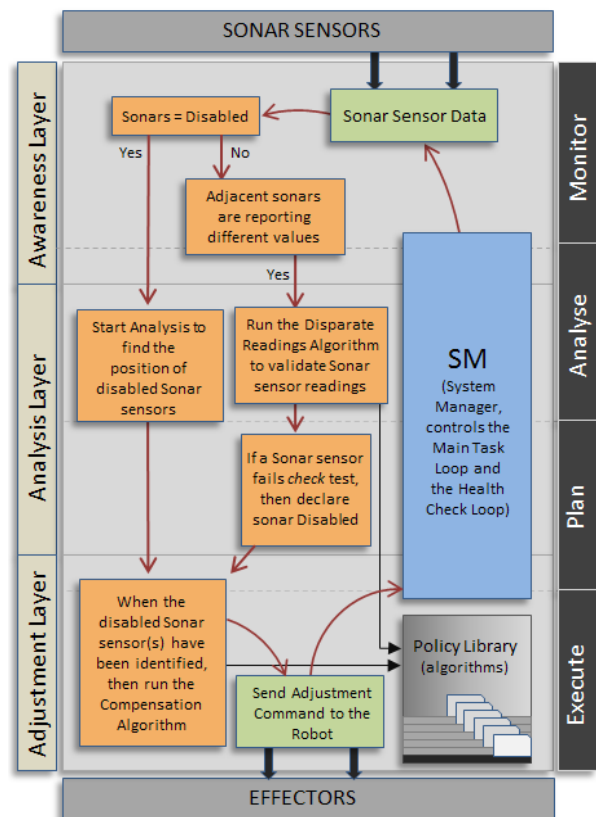 SONAR SENSORS
Awareness Layer
Analysis Layer
Adjustment Layer
Sonars = Disabled
Sonar Sensor Data
Yes
No
Adjacent sonars
are reporting
different values
Yes
Start Analysis to
find the
position of
disabled Sonar
sensors
Run the Disparate
Readings Algorithm
to validate Sonar
sensor readings
SM
(System
Manager,
controls the
Main Task
Loop and
the Health
Check Loop)
If a Sonar sensor
fails check test,
then declare
sonar Disabled
When the
disabled Sonar
sensor(s) have
been identified,
then run the
Compensation
Algorithm
Send Adjustment
Command to the
Robot
Policy Library
(algorithms)
Monitor
Analyse
Plan
Execute
EFFECTORS